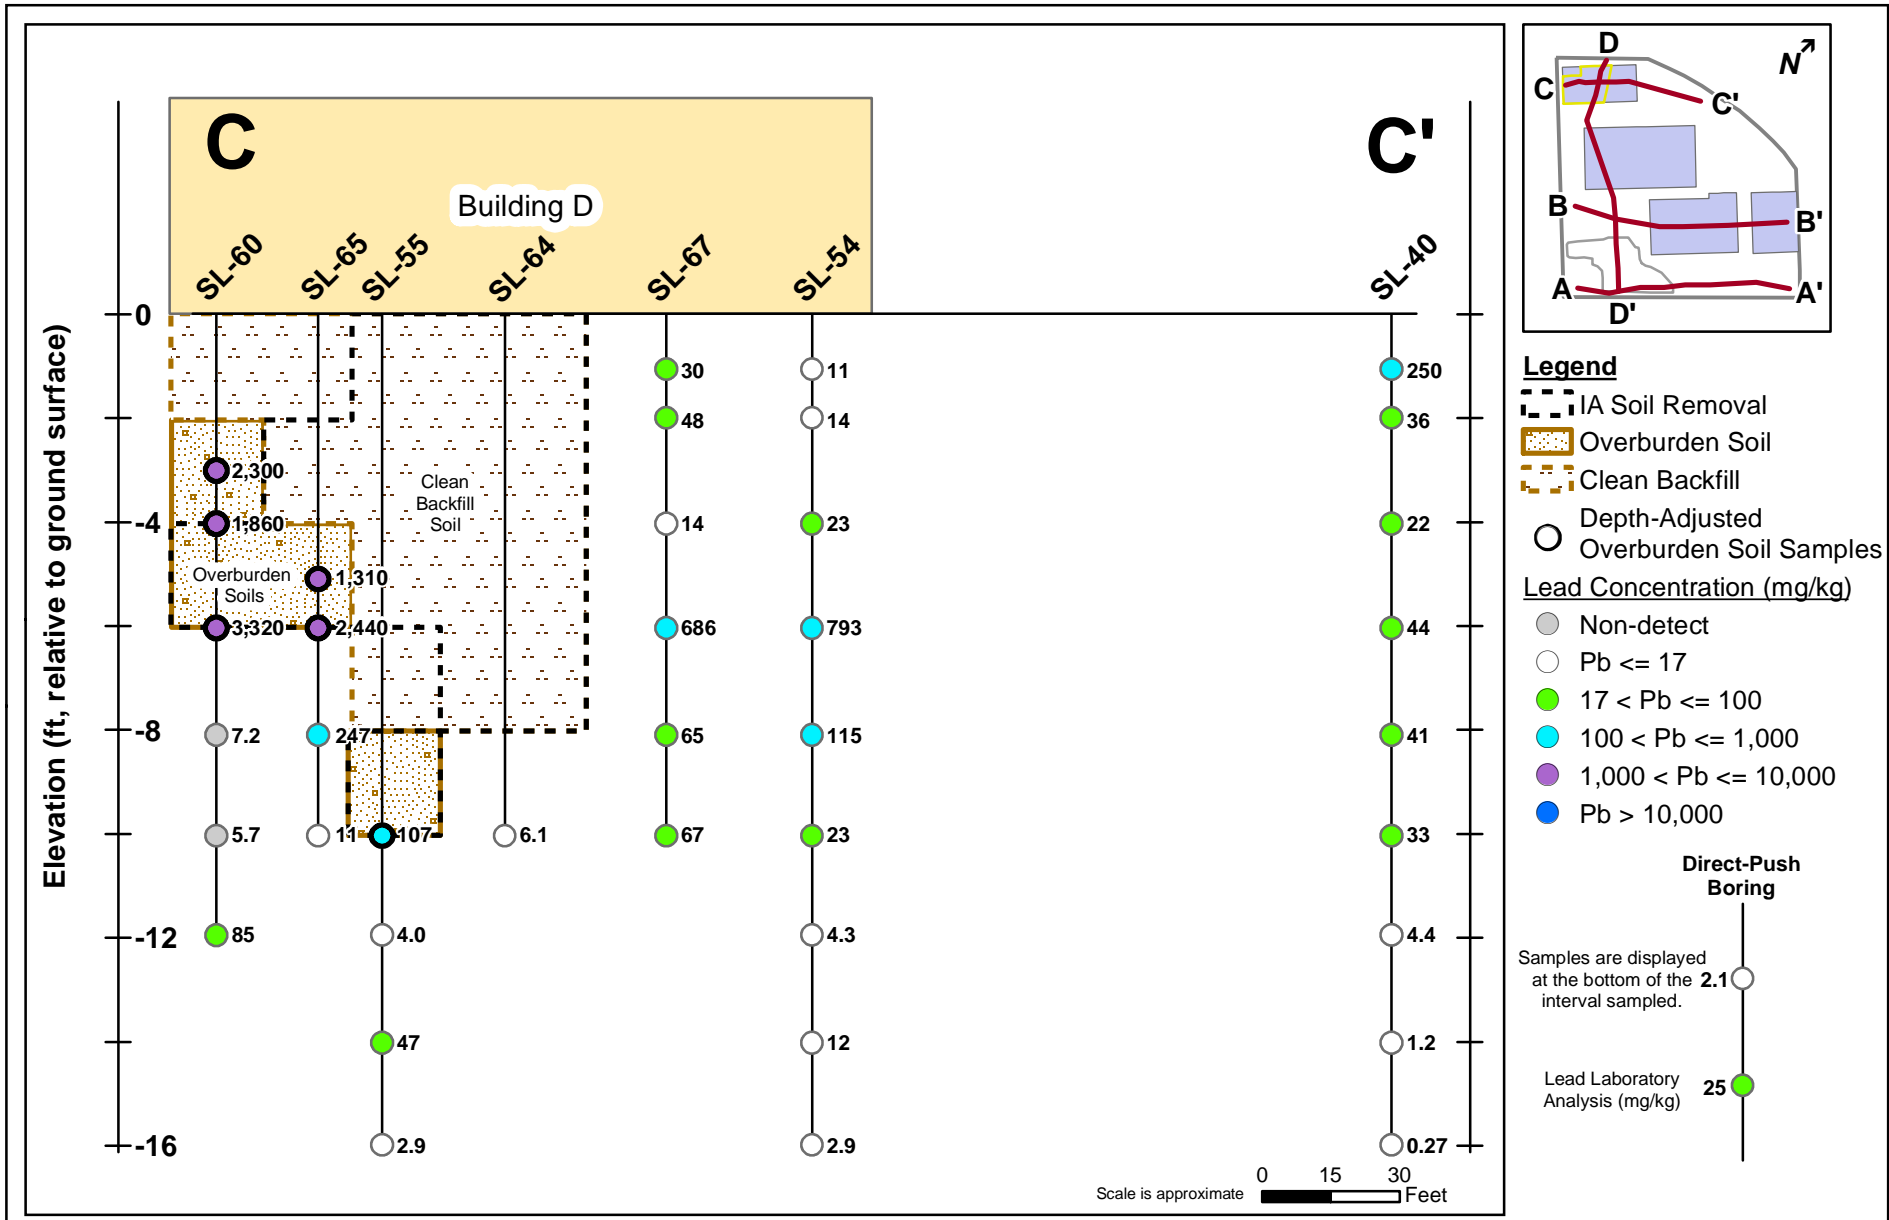 C
C'
Building D
SL-60
SL-65
SL-55
SL-64
SL-67
SL-54
SL-40
Elevation (ft, relative to ground surface)
0
-4
-8
-12
-16
30
11
250
48
14
36
2,300
Clean
Backfill
Soil
1,860
14
23
22
Overburden
Soils
1,310
3,320
2,440
686
793
44
7.2
247
65
115
41
5.7
11
107
6.1
67
23
33
85
4.0
4.3
4.4
47
12
1.2
2.9
2.9
0.27
Scale is approximate
0 15 30
Feet
D
N
C
C'
B
B'
A
A'
D'
Legend
IA Soil Removal
Overburden Soil
Clean Backfill
Depth-Adjusted
Overburden Soil Samples
Lead Concentration (mg/kg)
Non-detect
Pb <= 17
17 < Pb <= 100
100 < Pb <= 1,000
1,000 < Pb <= 10,000
Pb > 10,000
Direct-Push
Boring
Samples are displayed
at the bottom of the
interval sampled.
2.1
Lead Laboratory
Analysis (mg/kg)
25